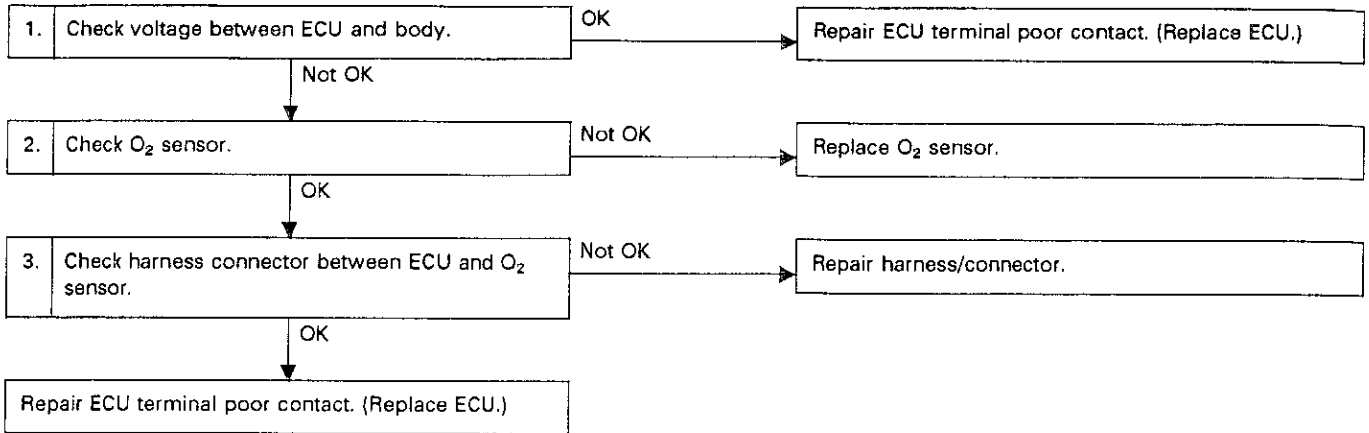 1. Check voltage between ECU and body.
OK
Repair ECU terminal poor contact. (Replace ECU.)
Not OK
2. Check O₂ sensor.
Not OK
Replace O₂ sensor.
OK
3. Check harness connector between ECU and O₂
sensor.
Not OK
Repair harness/connector.
OK
Repair ECU terminal poor contact. (Replace ECU.)